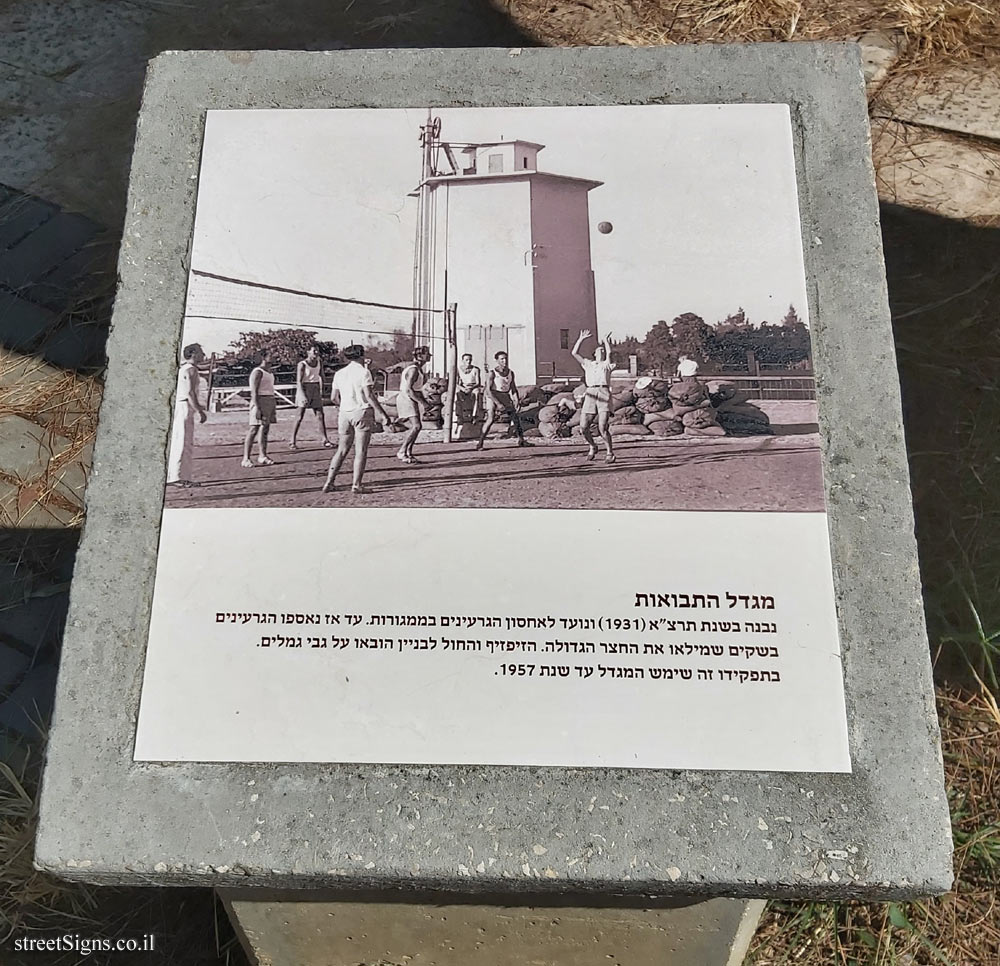 מגדל התבואות
נבנה בשנת תרצ"א (1931) ונועד לאחסון הגרעינים בממגורות. עד אז נאספו הגרעינים
בשקים שמילאו את החצר הגדולה. הזיפזיף והחול לבניין הובאו על גבי גמלים.
בתפקידו זה שימש המגדל עד שנת 1957.
streetSigns.co.il